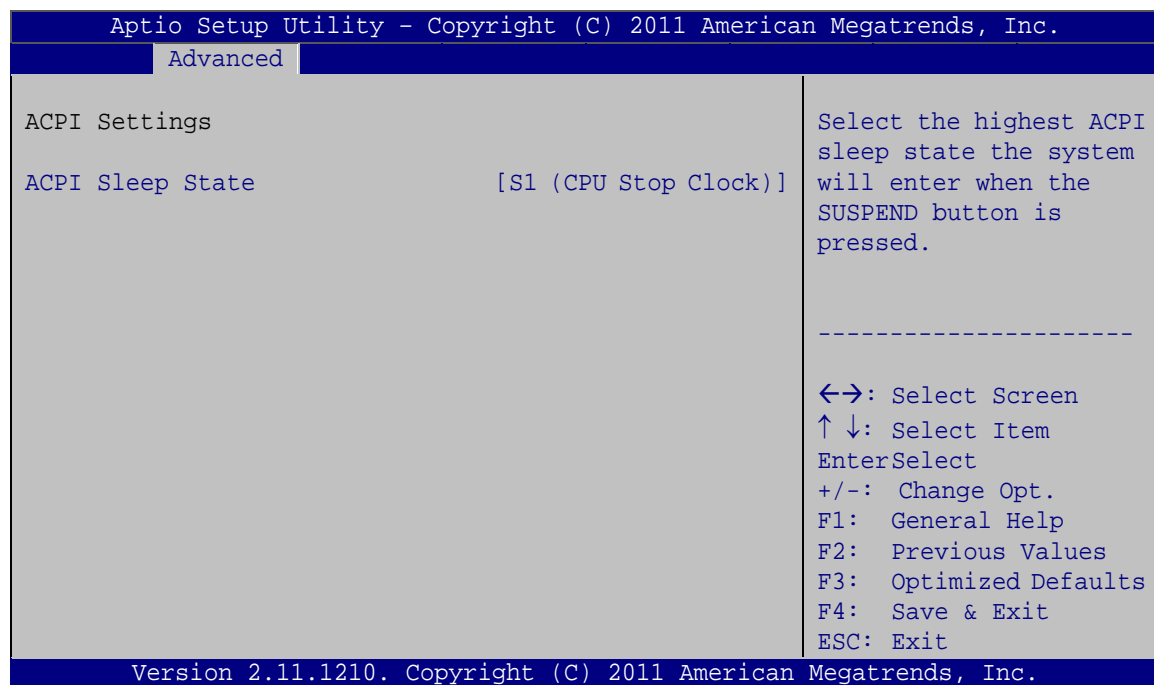 Aptio Setup Utility – Copyright (C) 2011 American Megatrends, Inc.
Advanced
ACPI Settings
ACPI Sleep State [S1 (CPU Stop Clock)]
Select the highest ACPI
sleep state the system
will enter when the
SUSPEND button is
pressed.
----------------------
←→: Select Screen
↑ ↓: Select Item
EnterSelect
+/-: Change Opt.
F1: General Help
F2: Previous Values
F3: Optimized Defaults
F4: Save & Exit
ESC: Exit
Version 2.11.1210. Copyright (C) 2011 American Megatrends, Inc.